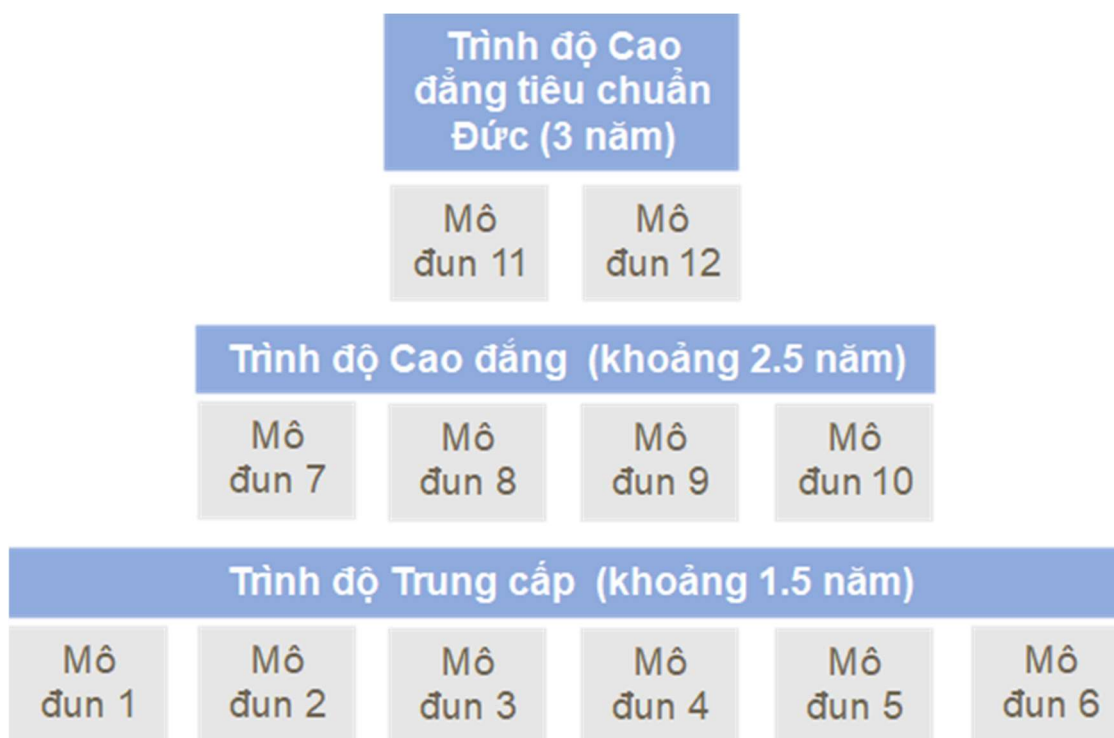 Trình độ Cao
đẳng tiêu chuẩn
Đức (3 năm)
Mô
đun 11
Mô
đun 12
Trình độ Cao đắng (khoảng 2.5 năm)
Mô
đun 7
Mô
đun 8
Mô
đun 9
Mô
đun 10
Trình độ Trung cấp (khoảng 1.5 năm)
Mô
đun 1
Mô
đun 2
Mô
đun 3
Mô
đun 4
Mô
đun 5
Mô
đun 6